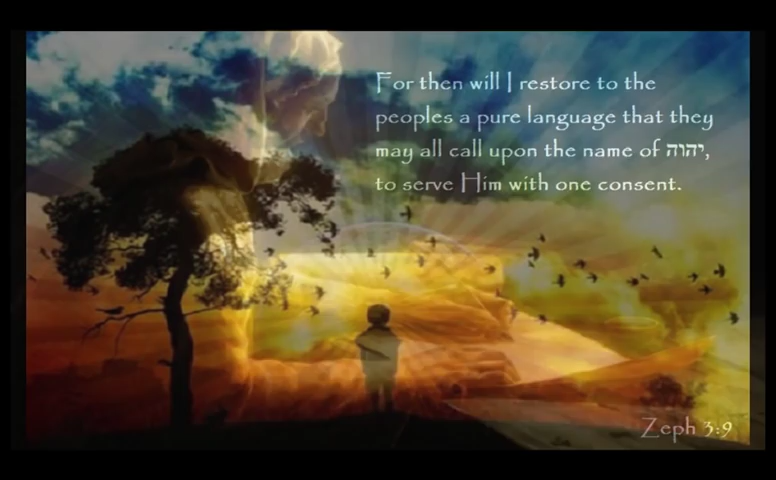 For then will I restore to the
peoples a pure language that they
may all call upon the name of יהוה,
to serve Him with one consent.
Zeph 3:9